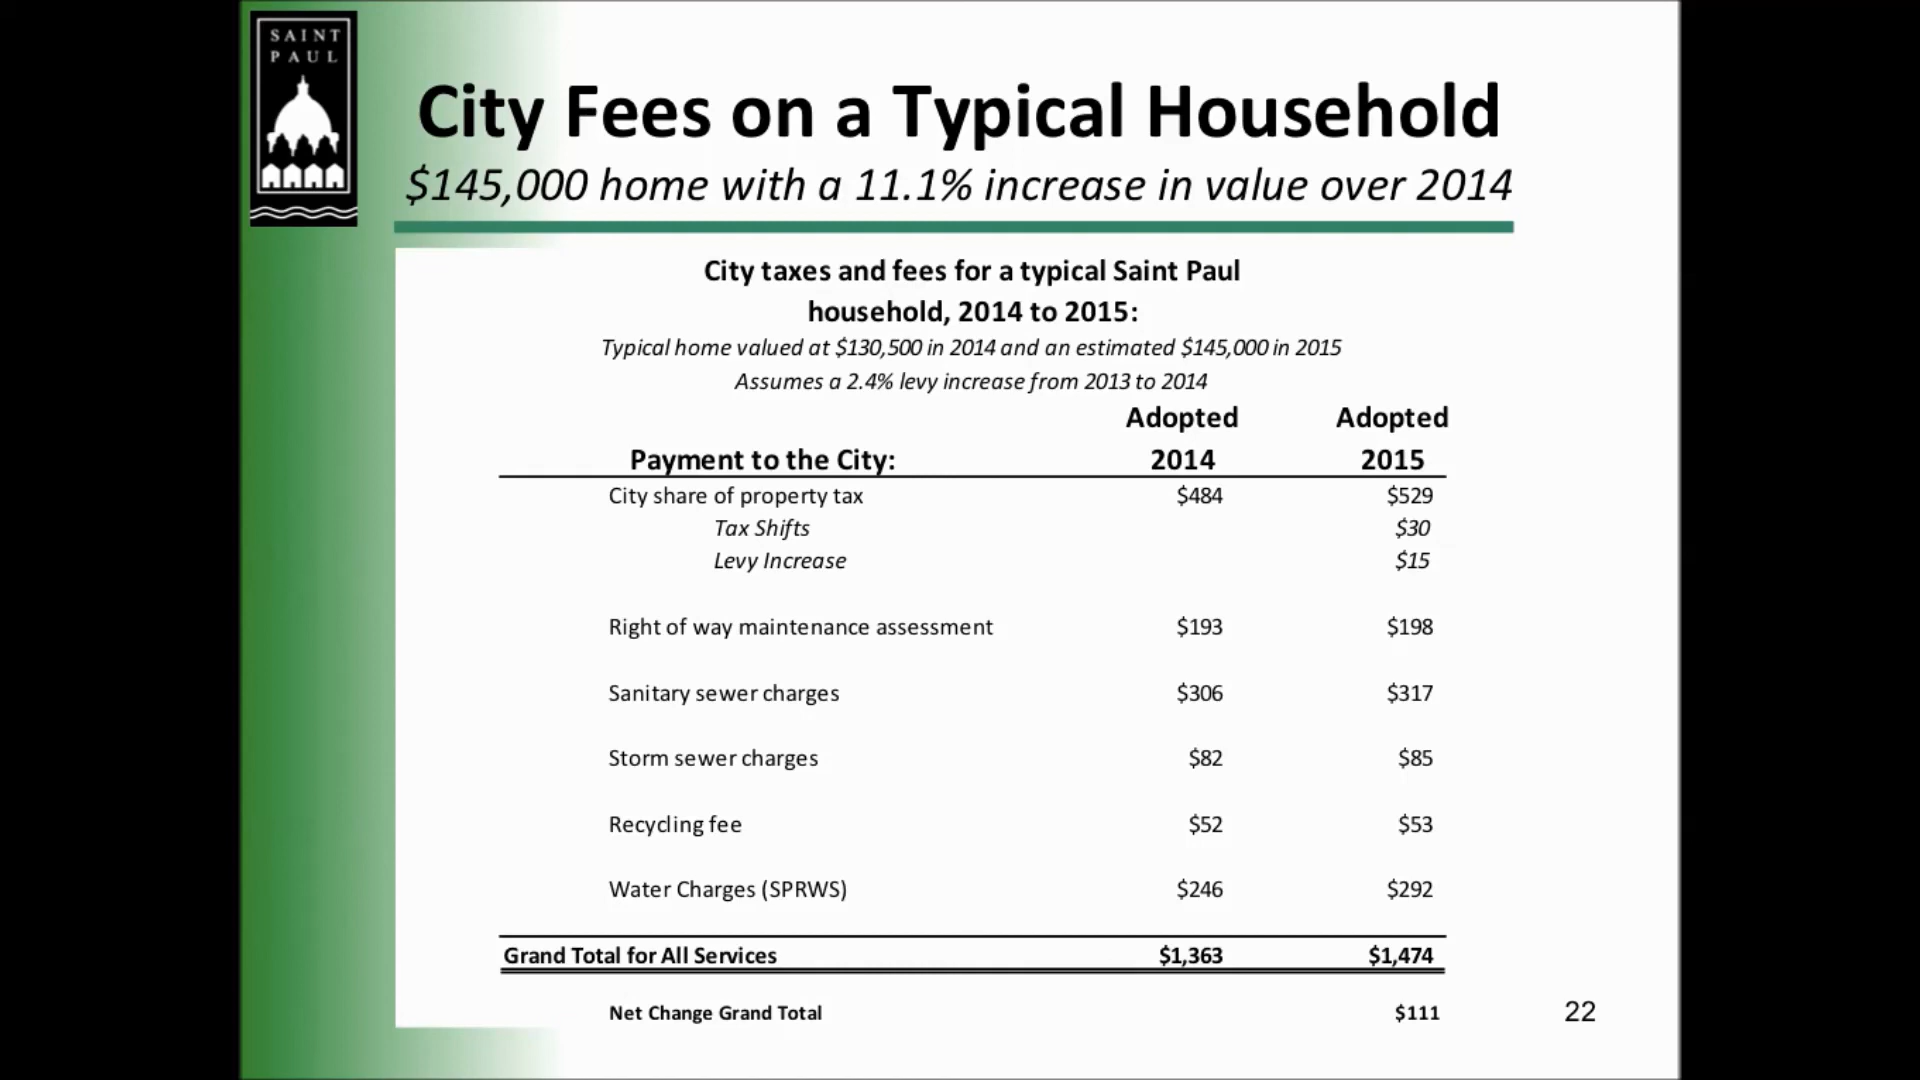 SAINT
PAUL
City Fees on a Typical Household
$145,000 home with a 11.1% increase in value over 2014
City taxes and fees for a typical Saint Paul
household, 2014 to 2015:
Typical home valued at $130,500 in 2014 and an estimated $145,000 in 2015
Assumes a 2.4% levy increase from 2013 to 2014
Adopted Adopted
Payment to the City: 2014 2015
City share of property tax $484 $529
Tax Shifts $30
Levy Increase $15
Right of way maintenance assessment $193 $198
Sanitary sewer charges $306 $317
Storm sewer charges $82 $85
Recycling fee $52 $53
Water Charges (SPRWS) $246 $292
Grand Total for All Services $1,363 $1,474
Net Change Grand Total $111
22